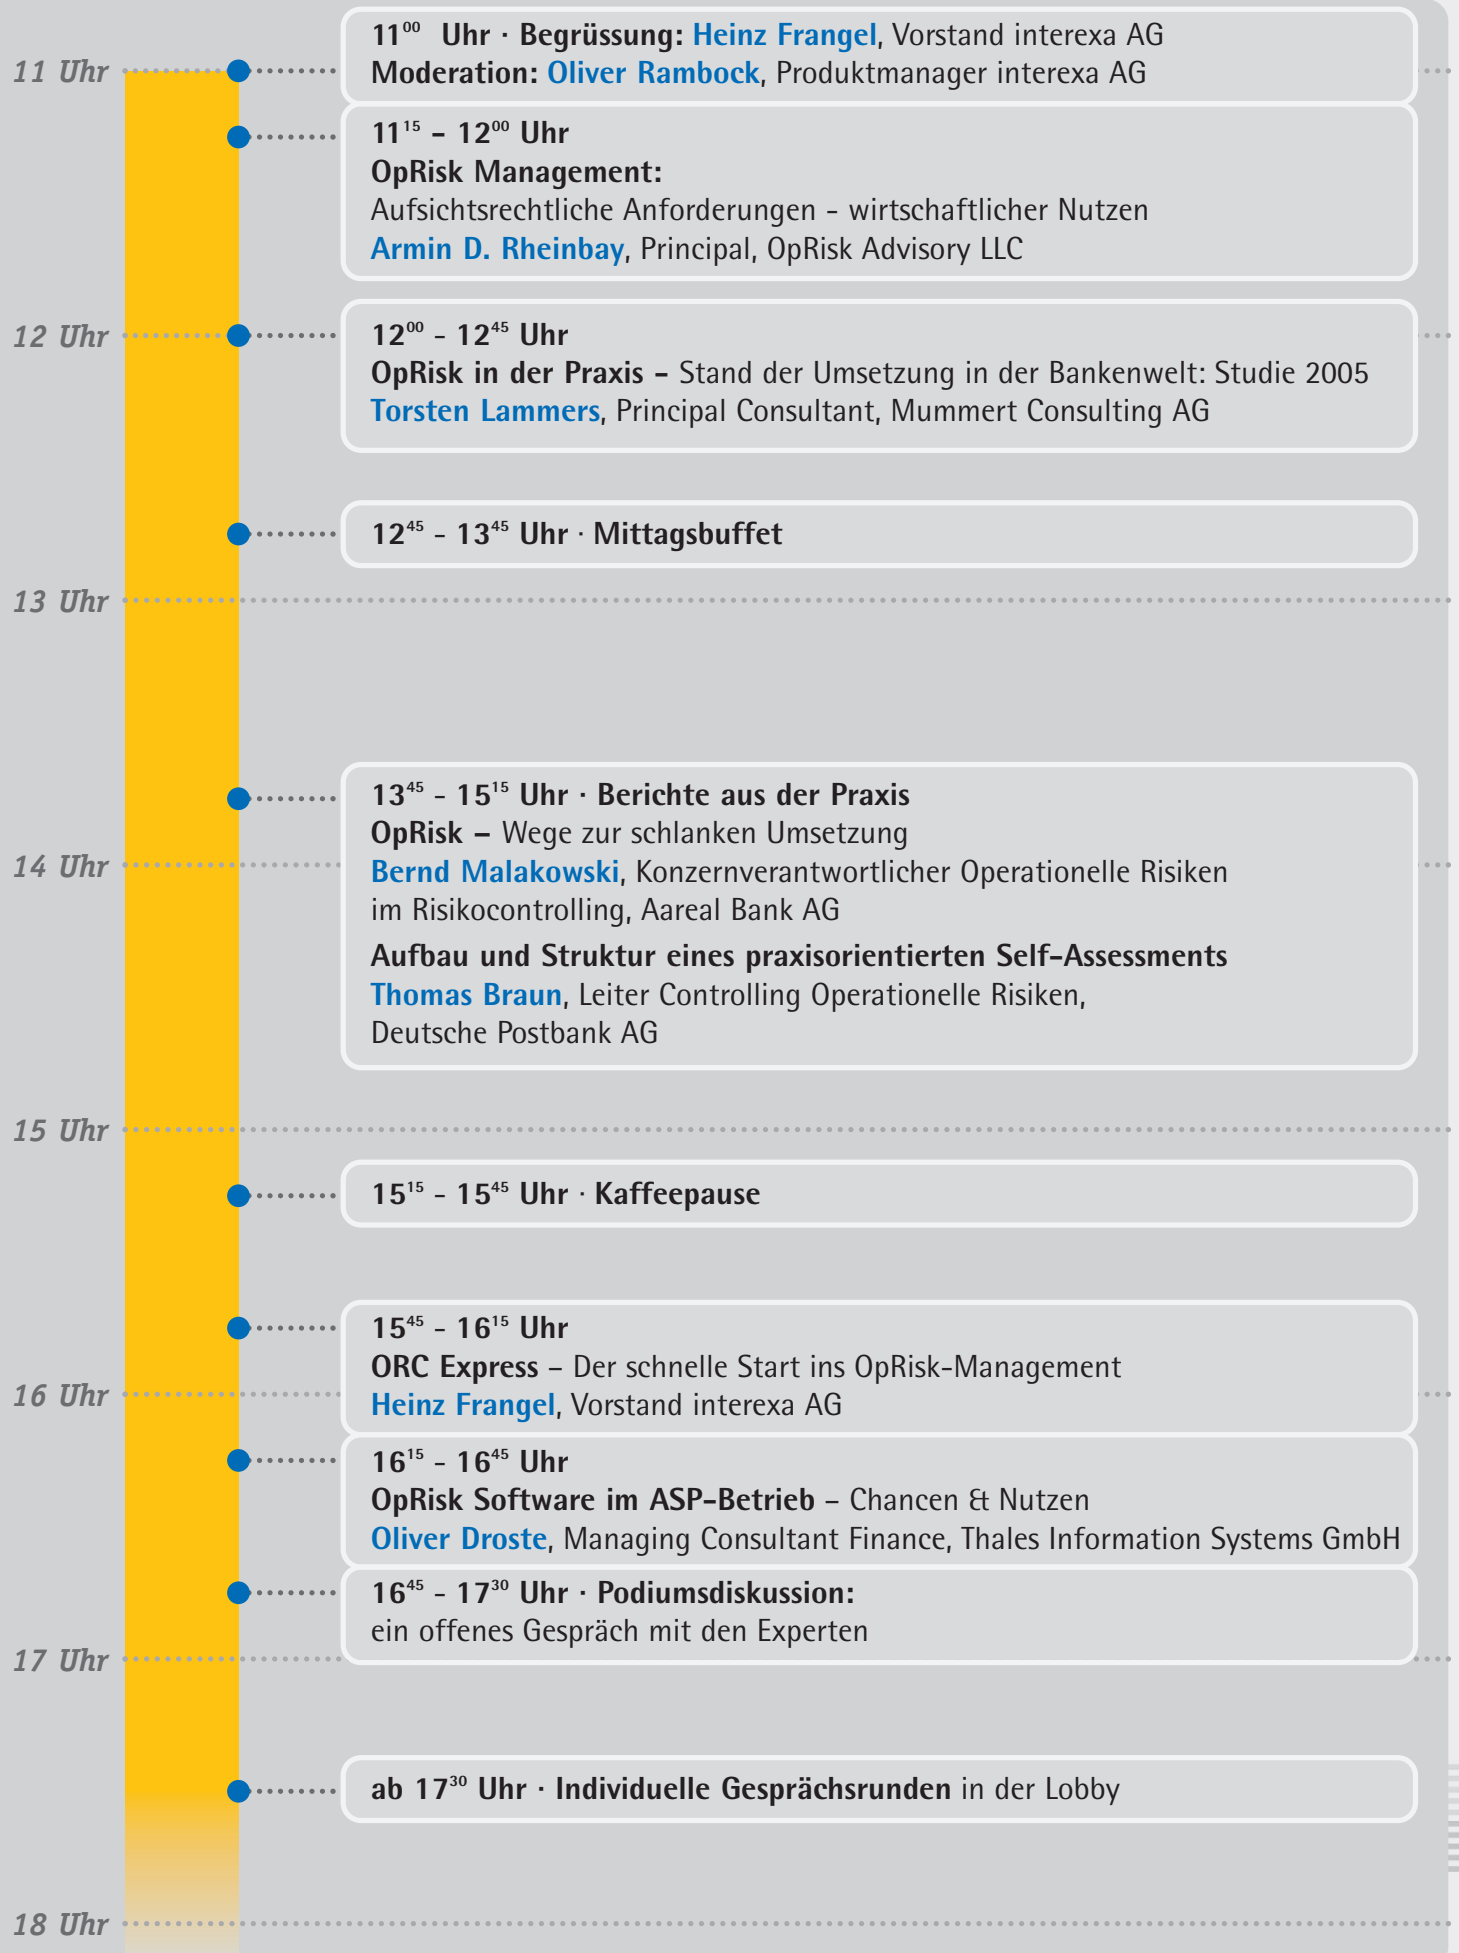 11 Uhr
11⁰⁰ Uhr · Begrüssung: Heinz Frangel, Vorstand interexa AG
Moderation: Oliver Rambock, Produktmanager interexa AG
11¹⁵ – 12⁰⁰ Uhr
OpRisk Management:
Aufsichtsrechtliche Anforderungen - wirtschaftlicher Nutzen
Armin D. Rheinbay, Principal, OpRisk Advisory LLC
12 Uhr
12⁰⁰ - 12⁴⁵ Uhr
OpRisk in der Praxis – Stand der Umsetzung in der Bankenwelt: Studie 2005
Torsten Lammers, Principal Consultant, Mummert Consulting AG
12⁴⁵ - 13⁴⁵ Uhr · Mittagsbuffet
13 Uhr
13⁴⁵ - 15¹⁵ Uhr · Berichte aus der Praxis
OpRisk – Wege zur schlanken Umsetzung
14 Uhr
Bernd Malakowski, Konzernverantwortlicher Operationelle Risiken
im Risikocontrolling, Aareal Bank AG
Aufbau und Struktur eines praxisorientierten Self-Assessments
Thomas Braun, Leiter Controlling Operationelle Risiken,
Deutsche Postbank AG
15 Uhr
15¹⁵ - 15⁴⁵ Uhr · Kaffeepause
15⁴⁵ - 16¹⁵ Uhr
ORC Express – Der schnelle Start ins OpRisk-Management
16 Uhr
Heinz Frangel, Vorstand interexa AG
16¹⁵ - 16⁴⁵ Uhr
OpRisk Software im ASP-Betrieb – Chancen & Nutzen
Oliver Droste, Managing Consultant Finance, Thales Information Systems GmbH
16⁴⁵ - 17³⁰ Uhr · Podiumsdiskussion:
ein offenes Gespräch mit den Experten
17 Uhr
ab 17³⁰ Uhr · Individuelle Gesprächsrunden in der Lobby
18 Uhr